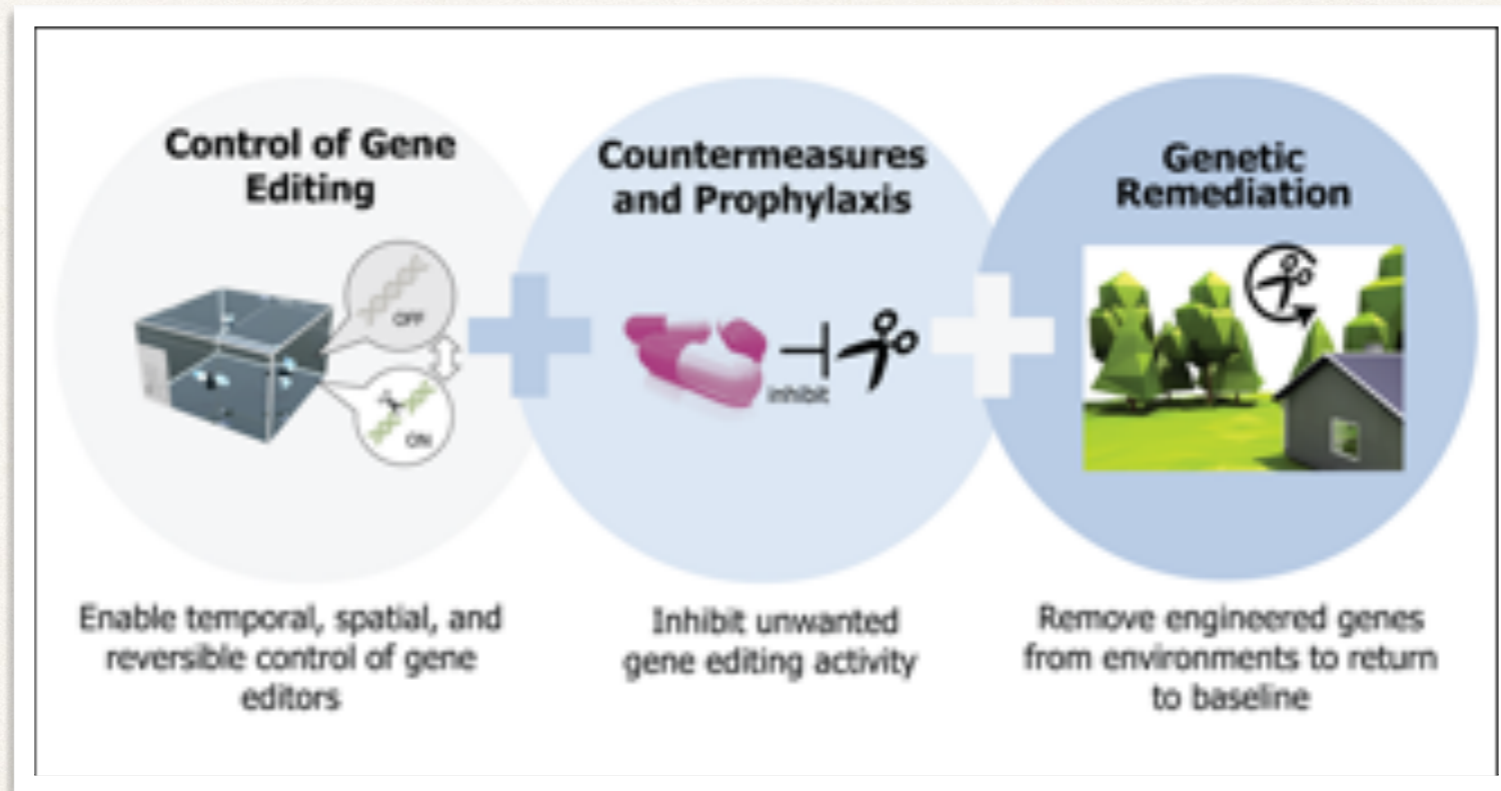 Control of Gene
Editing
OFF
ON
Enable temporal, spatial, and
reversible control of gene
editors
Countermeasures
and Prophylaxis
inhibit
Inhibit unwanted
gene editing activity
Genetic
Remediation
Remove engineered genes
from environments to return
to baseline